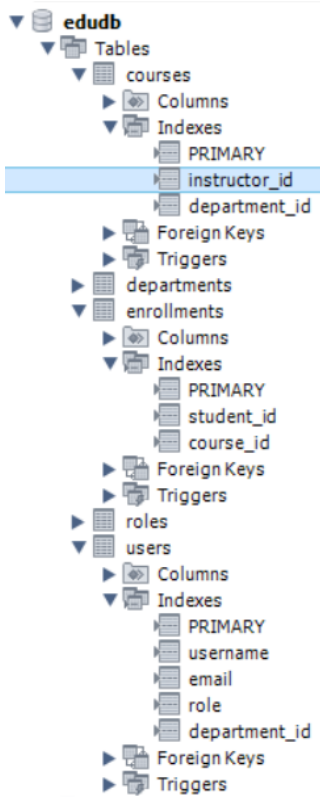 edudb
Tables
courses
Columns
Indexes
PRIMARY
instructor_id
department_id
Foreign Keys
Triggers
departments
enrollments
Columns
Indexes
PRIMARY
student_id
course_id
Foreign Keys
Triggers
roles
users
Columns
Indexes
PRIMARY
username
email
role
department_id
Foreign Keys
Triggers